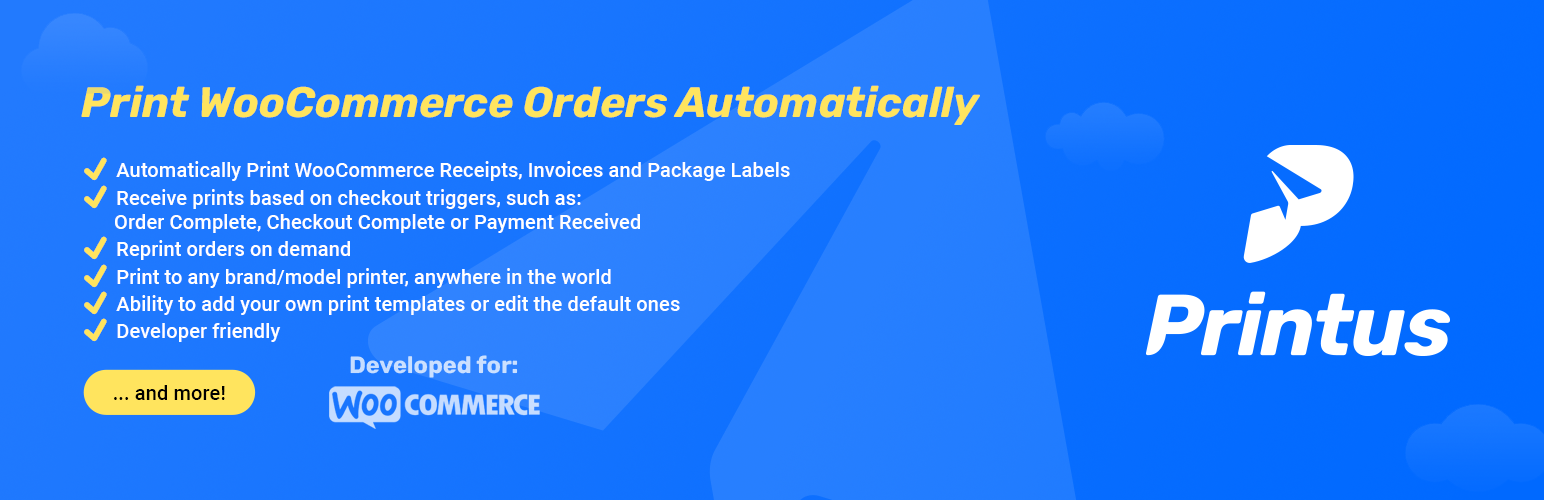 Print WooCommerce Orders Automatically
Automatically Print WooCommerce Receipts, Invoices and Package Labels
Receive prints based on checkout triggers, such as:
Order Complete, Checkout Complete or Payment Received
Reprint orders on demand
Print to any brand/model printer, anywhere in the world
Ability to add your own print templates or edit the default ones
Developer friendly
... and more!
Developed for:
WOO COMMERCE
Printus